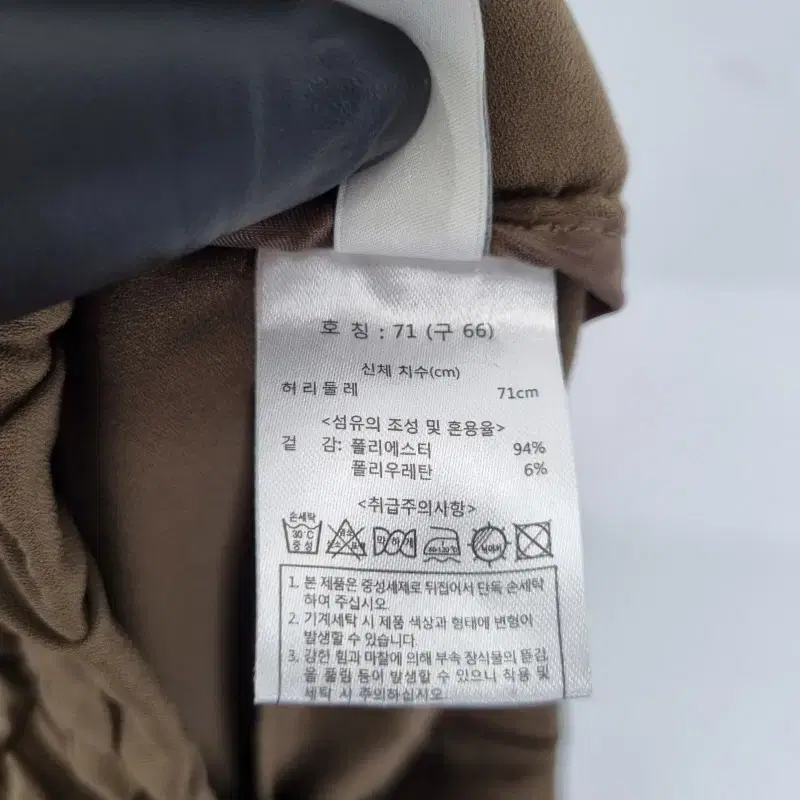 호 칭 : 71 (구 66)
신체 치수(cm)
허리둘레 71cm
<섬유의 조성 및 혼용율>
겉 감: 폴리에스터 94%
폴리우레탄 6%
<취급주의사항>
손세탁
30℃
중성
약하게
드라이
1. 본 제품은 중성세제로 뒤집어서 단독 손세탁
하여 주십시오.
2. 기계세탁 시 제품 색상과 형태에 변형이
발생할 수 있습니다.
3. 강한 힘과 마찰에 의해 부속 장식물의 뜯김,
올 풀림 등이 발생할 수 있으니 착용 및
세탁 시 주의하십시오.